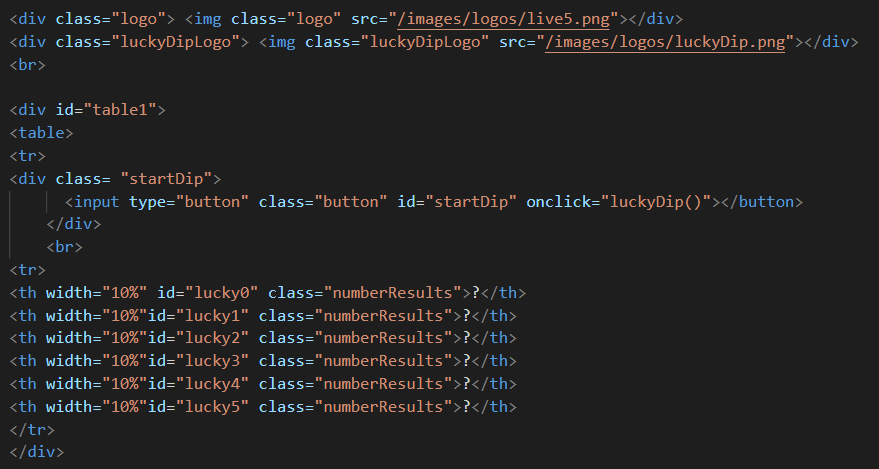 <div class="logo"> <img class="logo" src="/images/logos/live5.png"></div>
<div class="luckyDipLogo"> <img class="luckyDipLogo" src="/images/logos/luckyDip.png"></div>
<br>
<div id="table1">
<table>
<tr>
<div class= "startDip">
<input type="button" class="button" id="startDip" onclick="luckyDip()"></button>
</div>
<br>
<tr>
<th width="10%" id="lucky0" class="numberResults">?</th>
<th width="10%"id="lucky1" class="numberResults">?</th>
<th width="10%"id="lucky2" class="numberResults">?</th>
<th width="10%"id="lucky3" class="numberResults">?</th>
<th width="10%"id="lucky4" class="numberResults">?</th>
<th width="10%"id="lucky5" class="numberResults">?</th>
</tr>
</div>